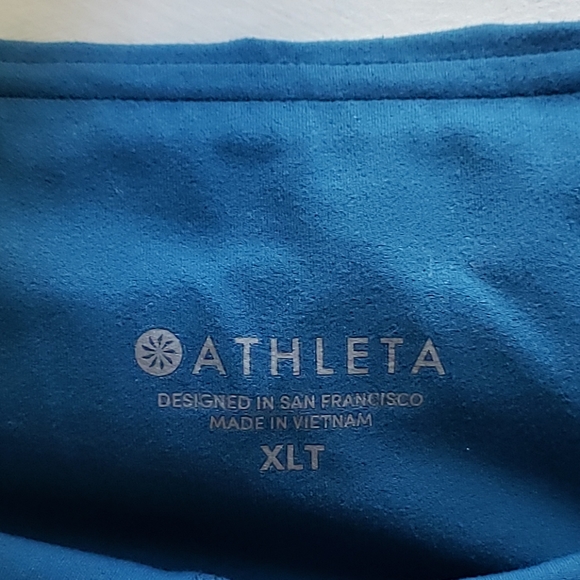 ATHLETA
DESIGNED IN SAN FRANCISCO
MADE IN VIETNAM
XLT